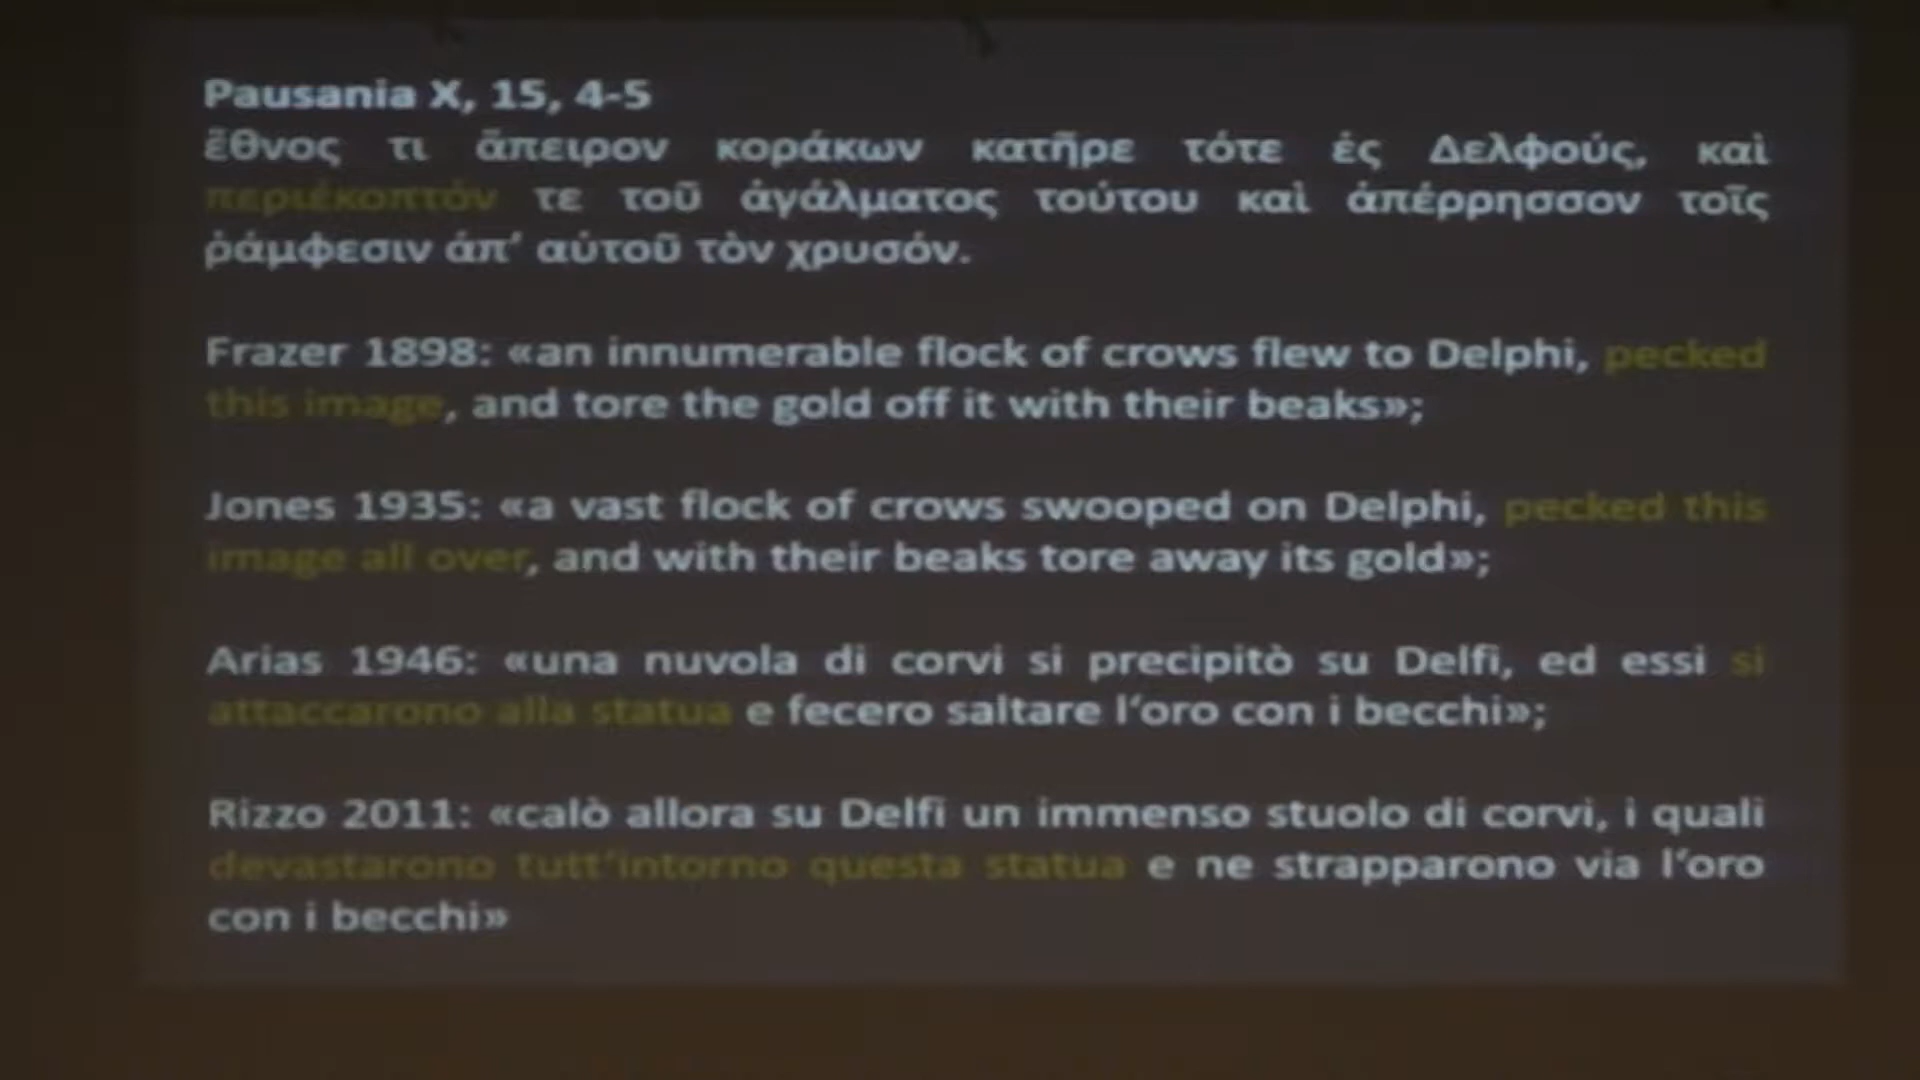 Pausania X, 15, 4-5
ἔθνος τι ἄπειρον κοράκων κατῆρε τότε ἐς Δελφούς, καὶ
περιέκοπτόν τε τοῦ ἀγάλματος τούτου καὶ ἀπέρρησσον τοῖς
ῥάμφεσιν ἀπ’ αὐτοῦ τὸν χρυσόν.
Frazer 1898: «an innumerable flock of crows flew to Delphi, pecked
this image, and tore the gold off it with their beaks»;
Jones 1935: «a vast flock of crows swooped on Delphi, pecked this
image all over, and with their beaks tore away its gold»;
Arias 1946: «una nuvola di corvi si precipitò su Delfi, ed essi si
attaccarono alla statua e fecero saltare l‘oro con i becchi»;
Rizzo 2011: «calò allora su Delfi un immenso stuolo di corvi, i quali
devastarono tutt‘intorno questa statua e ne strapparono via l‘oro
con i becchi»